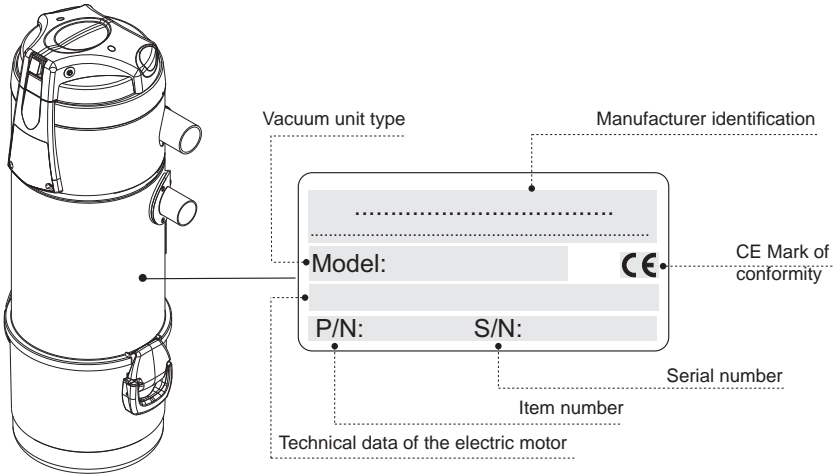 Vacuum unit type
Manufacturer identification
Model:
CE
CE Mark of
conformity
P/N:
S/N:
Serial number
Item number
Technical data of the electric motor